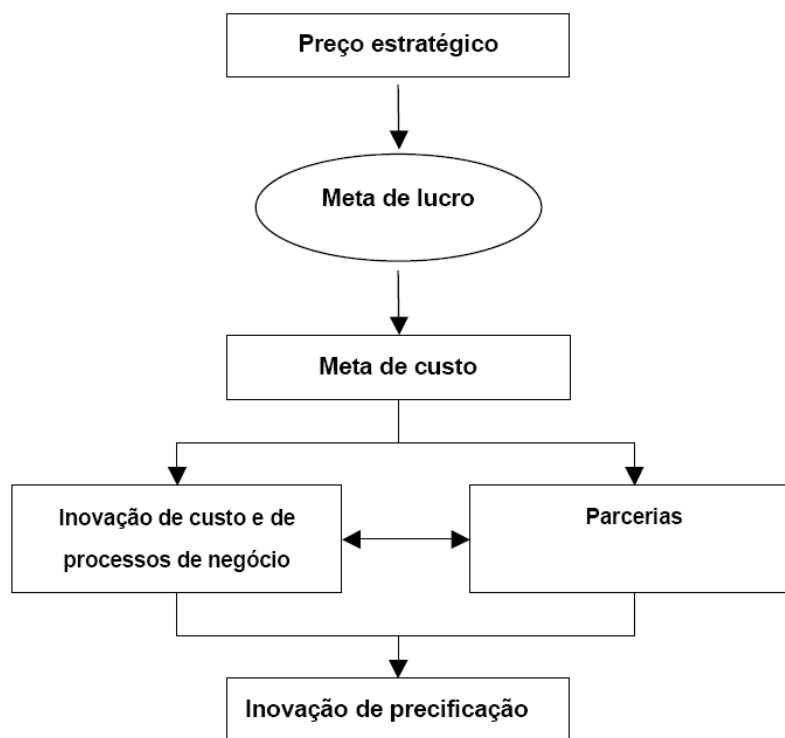 Preço estratégico
Meta de lucro
Meta de custo
Inovação de custo e de
processos de negócio
Parcerias
Inovação de precificação